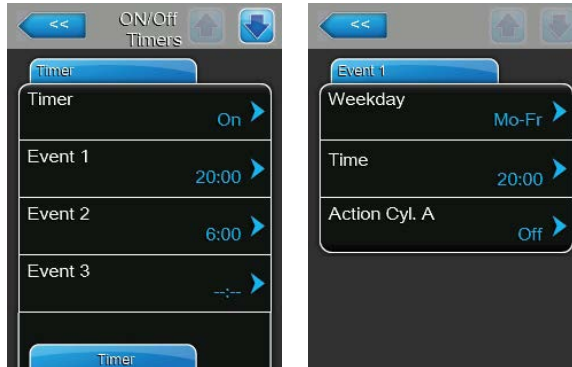 <<
ON/Off
Timers
Timer
Timer
On
Event 1
20:00
Event 2
6:00
Event 3
--:--
Timer
<<
Event 1
Weekday
Mo-Fr
Time
20:00
Action Cyl. A
Off